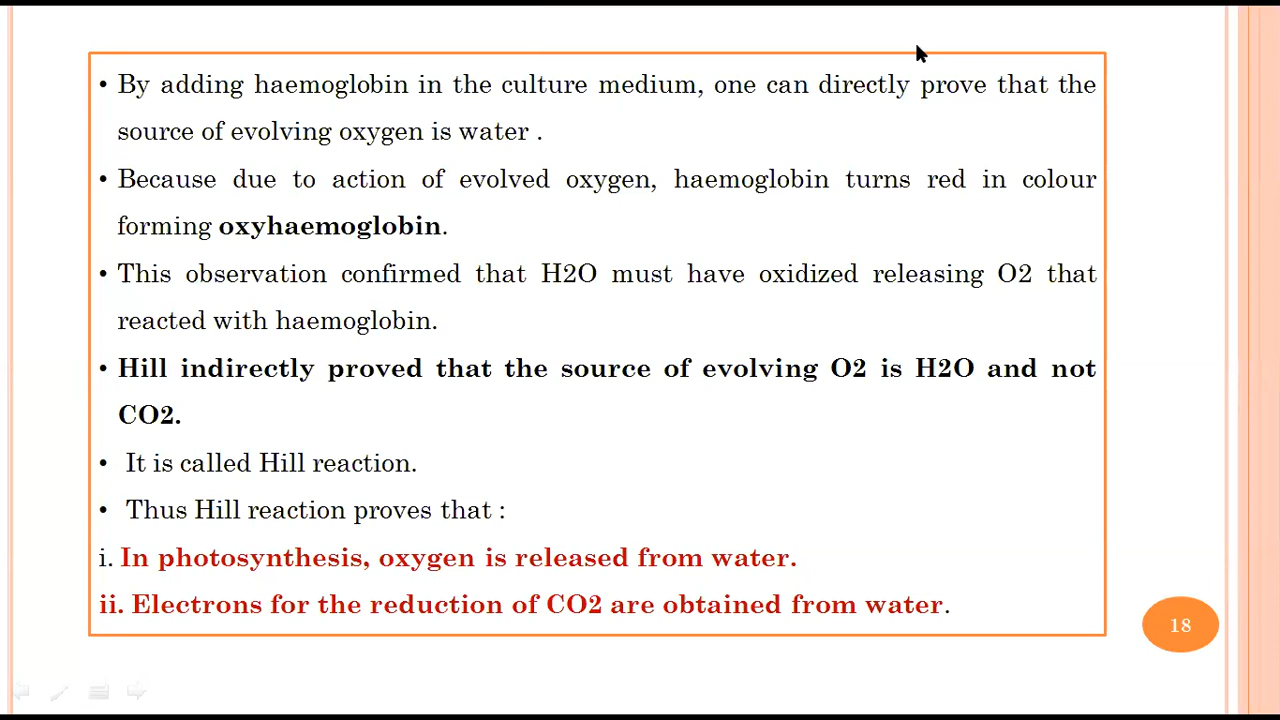 • By adding haemoglobin in the culture medium, one can directly prove that the
source of evolving oxygen is water .
• Because due to action of evolved oxygen, haemoglobin turns red in colour
forming oxyhaemoglobin.
• This observation confirmed that H2O must have oxidized releasing O2 that
reacted with haemoglobin.
• Hill indirectly proved that the source of evolving O2 is H2O and not
CO2.
• It is called Hill reaction.
• Thus Hill reaction proves that :
i. In photosynthesis, oxygen is released from water.
ii. Electrons for the reduction of CO2 are obtained from water.
18